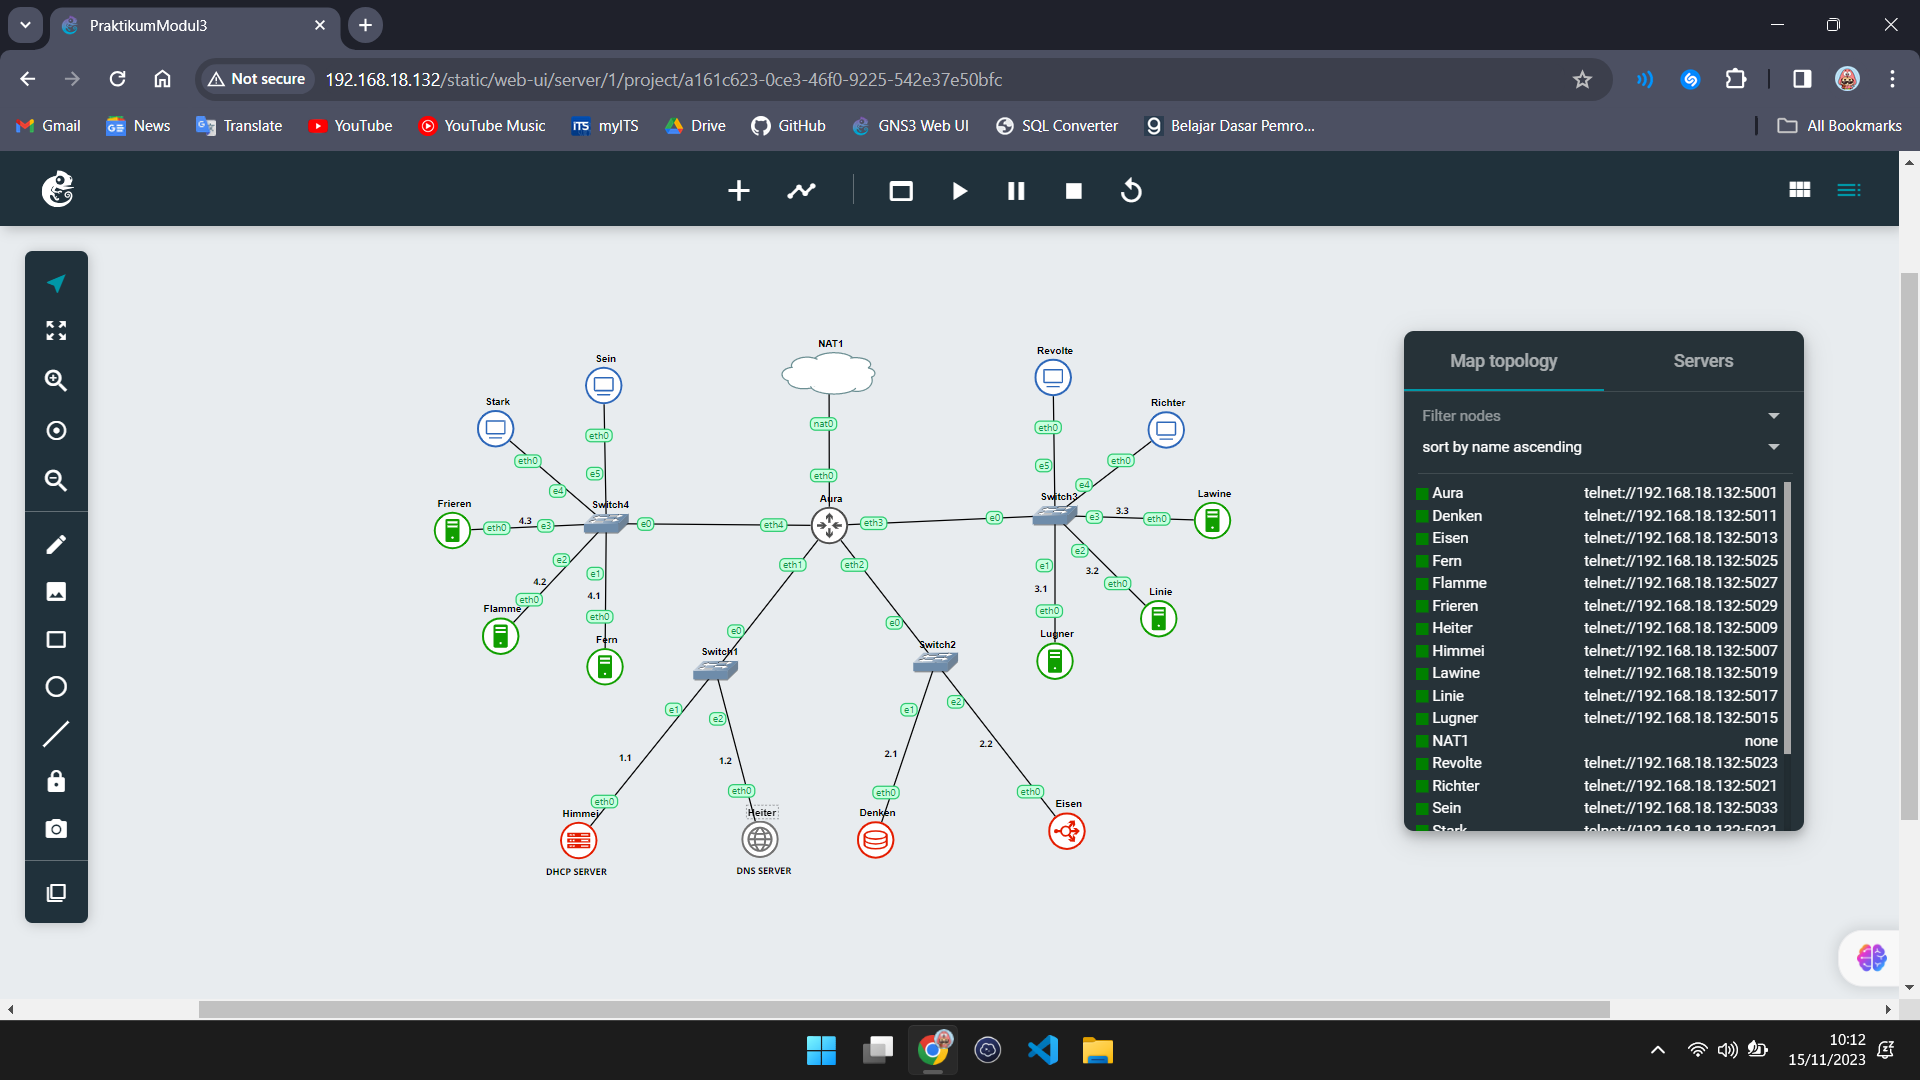 PraktikumModul3
Not secure
192.168.18.132/static/web-ui/server/1/project/a161c623-0ce3-46f0-9225-542e37e50bfc
Gmail
News
Translate
YouTube
YouTube Music
ITS
myITS
Drive
GitHub
GNS3 Web UI
SQL Converter
Belajar Dasar Pemro...
All Bookmarks
NAT1
Sein
Revolte
Stark
Richter
nat0
eth0
eth0
eth0
eth0
eth0
e5
e5
eth0
e4
e4
Frieren
Switch4
Aura
Switch3
Lawine
eth0
4.3
e3
e0
eth4
eth3
e0
e3
3.3
eth0
e2
e1
eth1
eth2
e1
e2
4.2
4.1
3.1
3.2
eth0
eth0
eth0
eth0
Flamme
Linie
Fern
e0
e0
Lugner
Switch1
Switch2
e1
e2
e1
e2
1.1
1.2
2.1
2.2
eth0
eth0
eth0
eth0
Himmei
Heiter
Denken
Eisen
DHCP SERVER
DNS SERVER
Map topology
Servers
Filter nodes
sort by name ascending
Aura telnet://192.168.18.132:5001
Denken telnet://192.168.18.132:5011
Eisen telnet://192.168.18.132:5013
Fern telnet://192.168.18.132:5025
Flamme telnet://192.168.18.132:5027
Frieren telnet://192.168.18.132:5029
Heiter telnet://192.168.18.132:5009
Himmei telnet://192.168.18.132:5007
Lawine telnet://192.168.18.132:5019
Linie telnet://192.168.18.132:5017
Lugner telnet://192.168.18.132:5015
NAT1 none
Revolte telnet://192.168.18.132:5023
Richter telnet://192.168.18.132:5021
Sein telnet://192.168.18.132:5033
Stark telnet://192.168.18.132:5031
10:12
15/11/2023